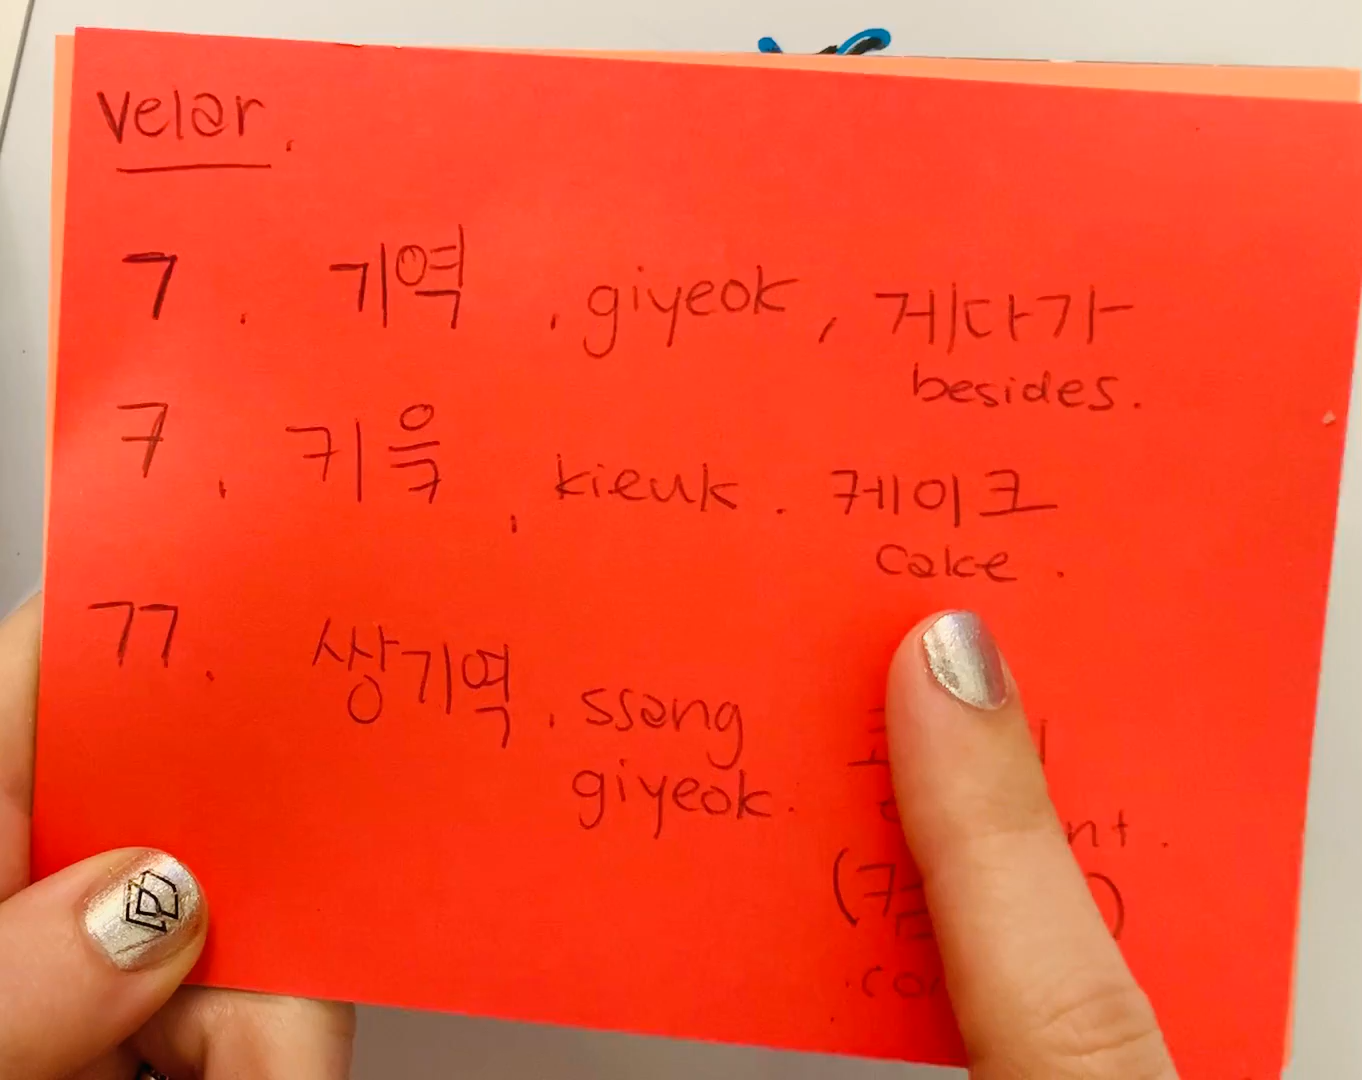 velar.
ㄱ. 기역. giyeok, 게다가
besides.
ㅋ. 키읔. kieuk. 케이크
cake.
ㄲ. 쌍기역. ssang
giyeok.